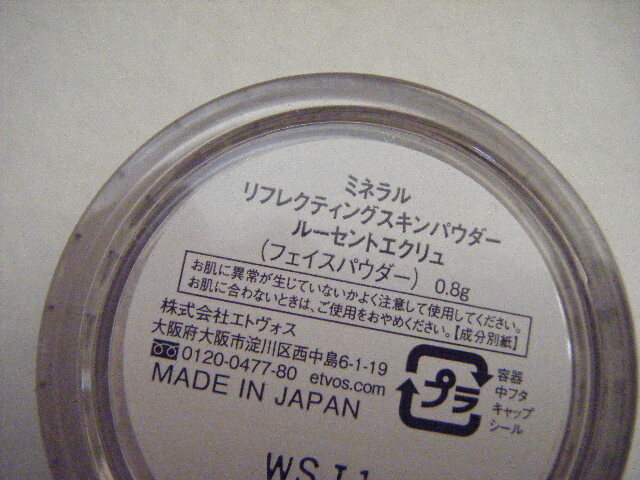 ミネラル
リフレクティングスキンパウダー
ルーセントエクリュ
(フェイスパウダー) 0.8g
お肌に異常が生じていないかよく注意して使用してください。
お肌に合わないときは、ご使用をおやめください。【成分別紙】
株式会社エトヴォス
大阪府大阪市淀川区西中島6-1-19
0120-0477-80 etvos.com
MADE IN JAPAN
プラ
容器
中フタ
キャップ
シール